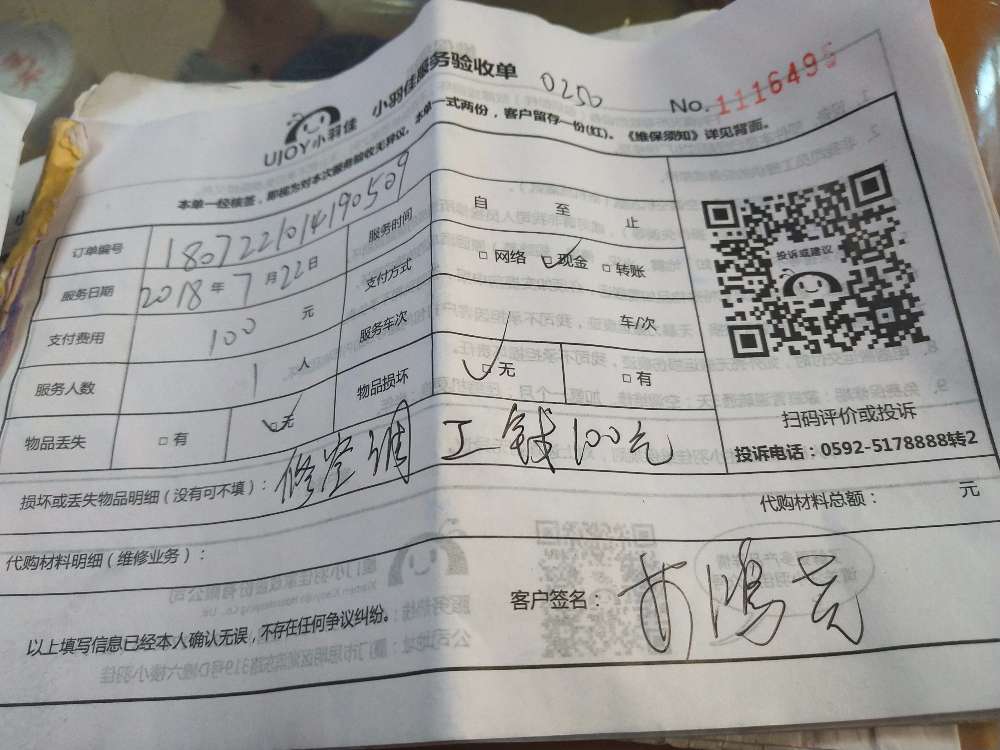 小羽佳服务验收单
0250
No. 1116495
UJOY小羽佳
本单一经核签，即视为对本次服务验收无异议。本单一式两份，客户留存一份(红)。《维保须知》详见背面。
订单编号 1807221014190509 服务时间 自 至 止
服务日期 2018年7月22日 支付方式 □ 网络 ☑现金 □ 转账
支付费用 100 元 服务车次 车/次
服务人数 1 人 物品损坏 ☑无 □ 有
物品丢失 □ 有 ☑无
投诉或建议
扫码评价或投诉
投诉电话：0592-5178888转2
损坏或丢失物品明细（没有可不填）： 修空调 工钱100元
代购材料明细（维修业务）： 代购材料总额： 元
客户签名：
以上填写信息已经本人确认无误，不存在任何争议纠纷。